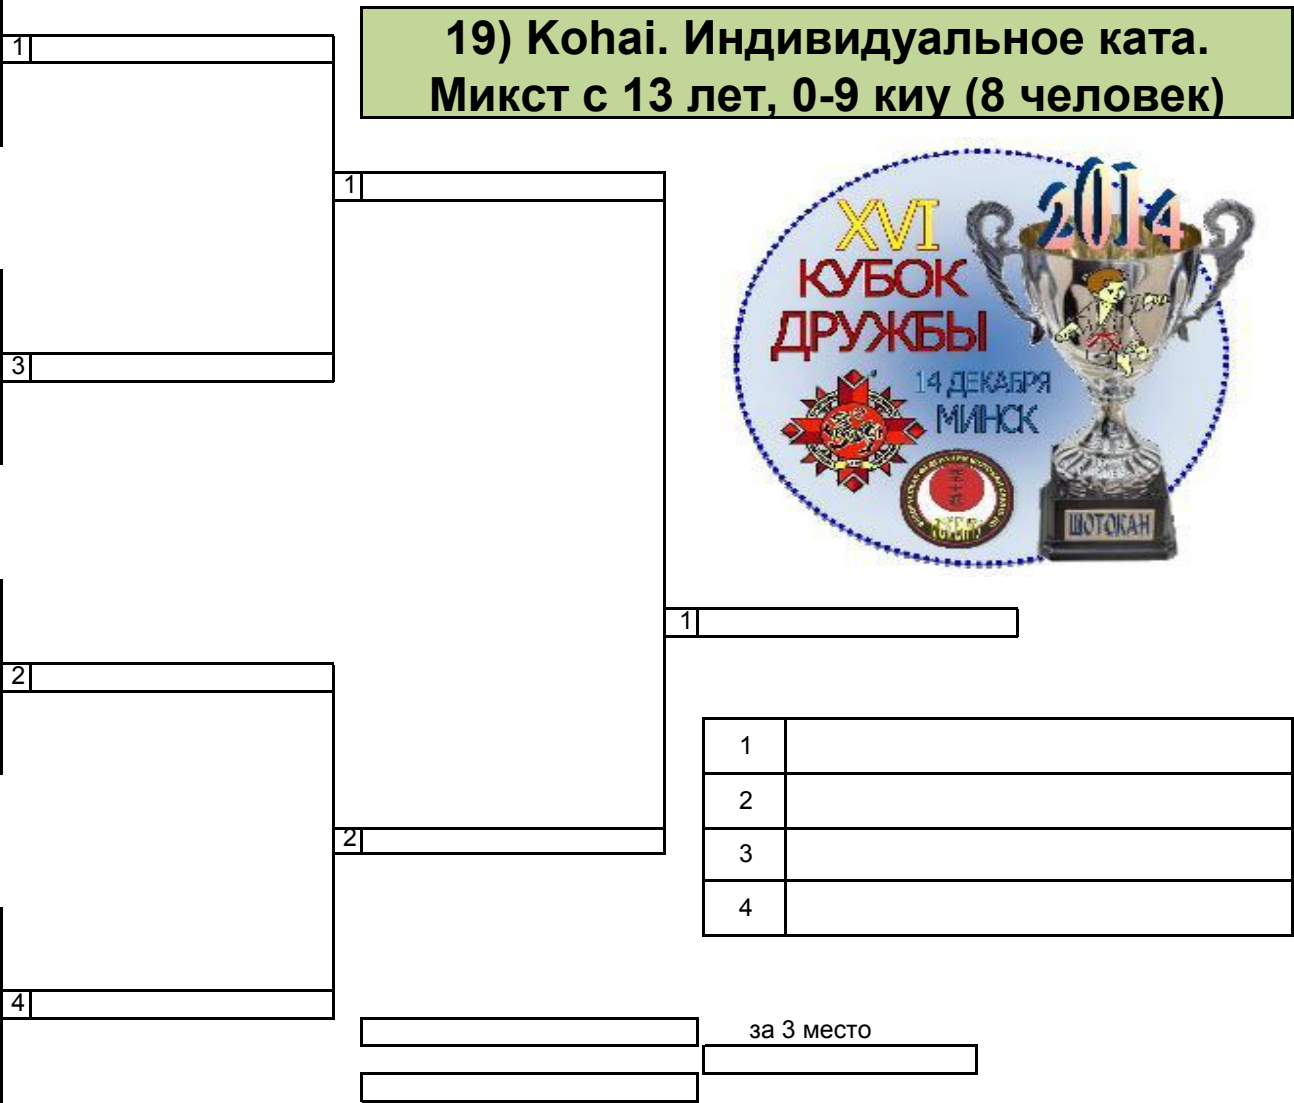 19) Kohai. Индивидуальное ката.
Микст с 13 лет, 0-9 киу (8 человек)
1
1
3
2014
XVI
КУБОК
ДРУЖБЫ
14 ДЕКАБРЯ
МИНСК
ШОТОКАН
1
2
2
4
1
2
3
4
за 3 место